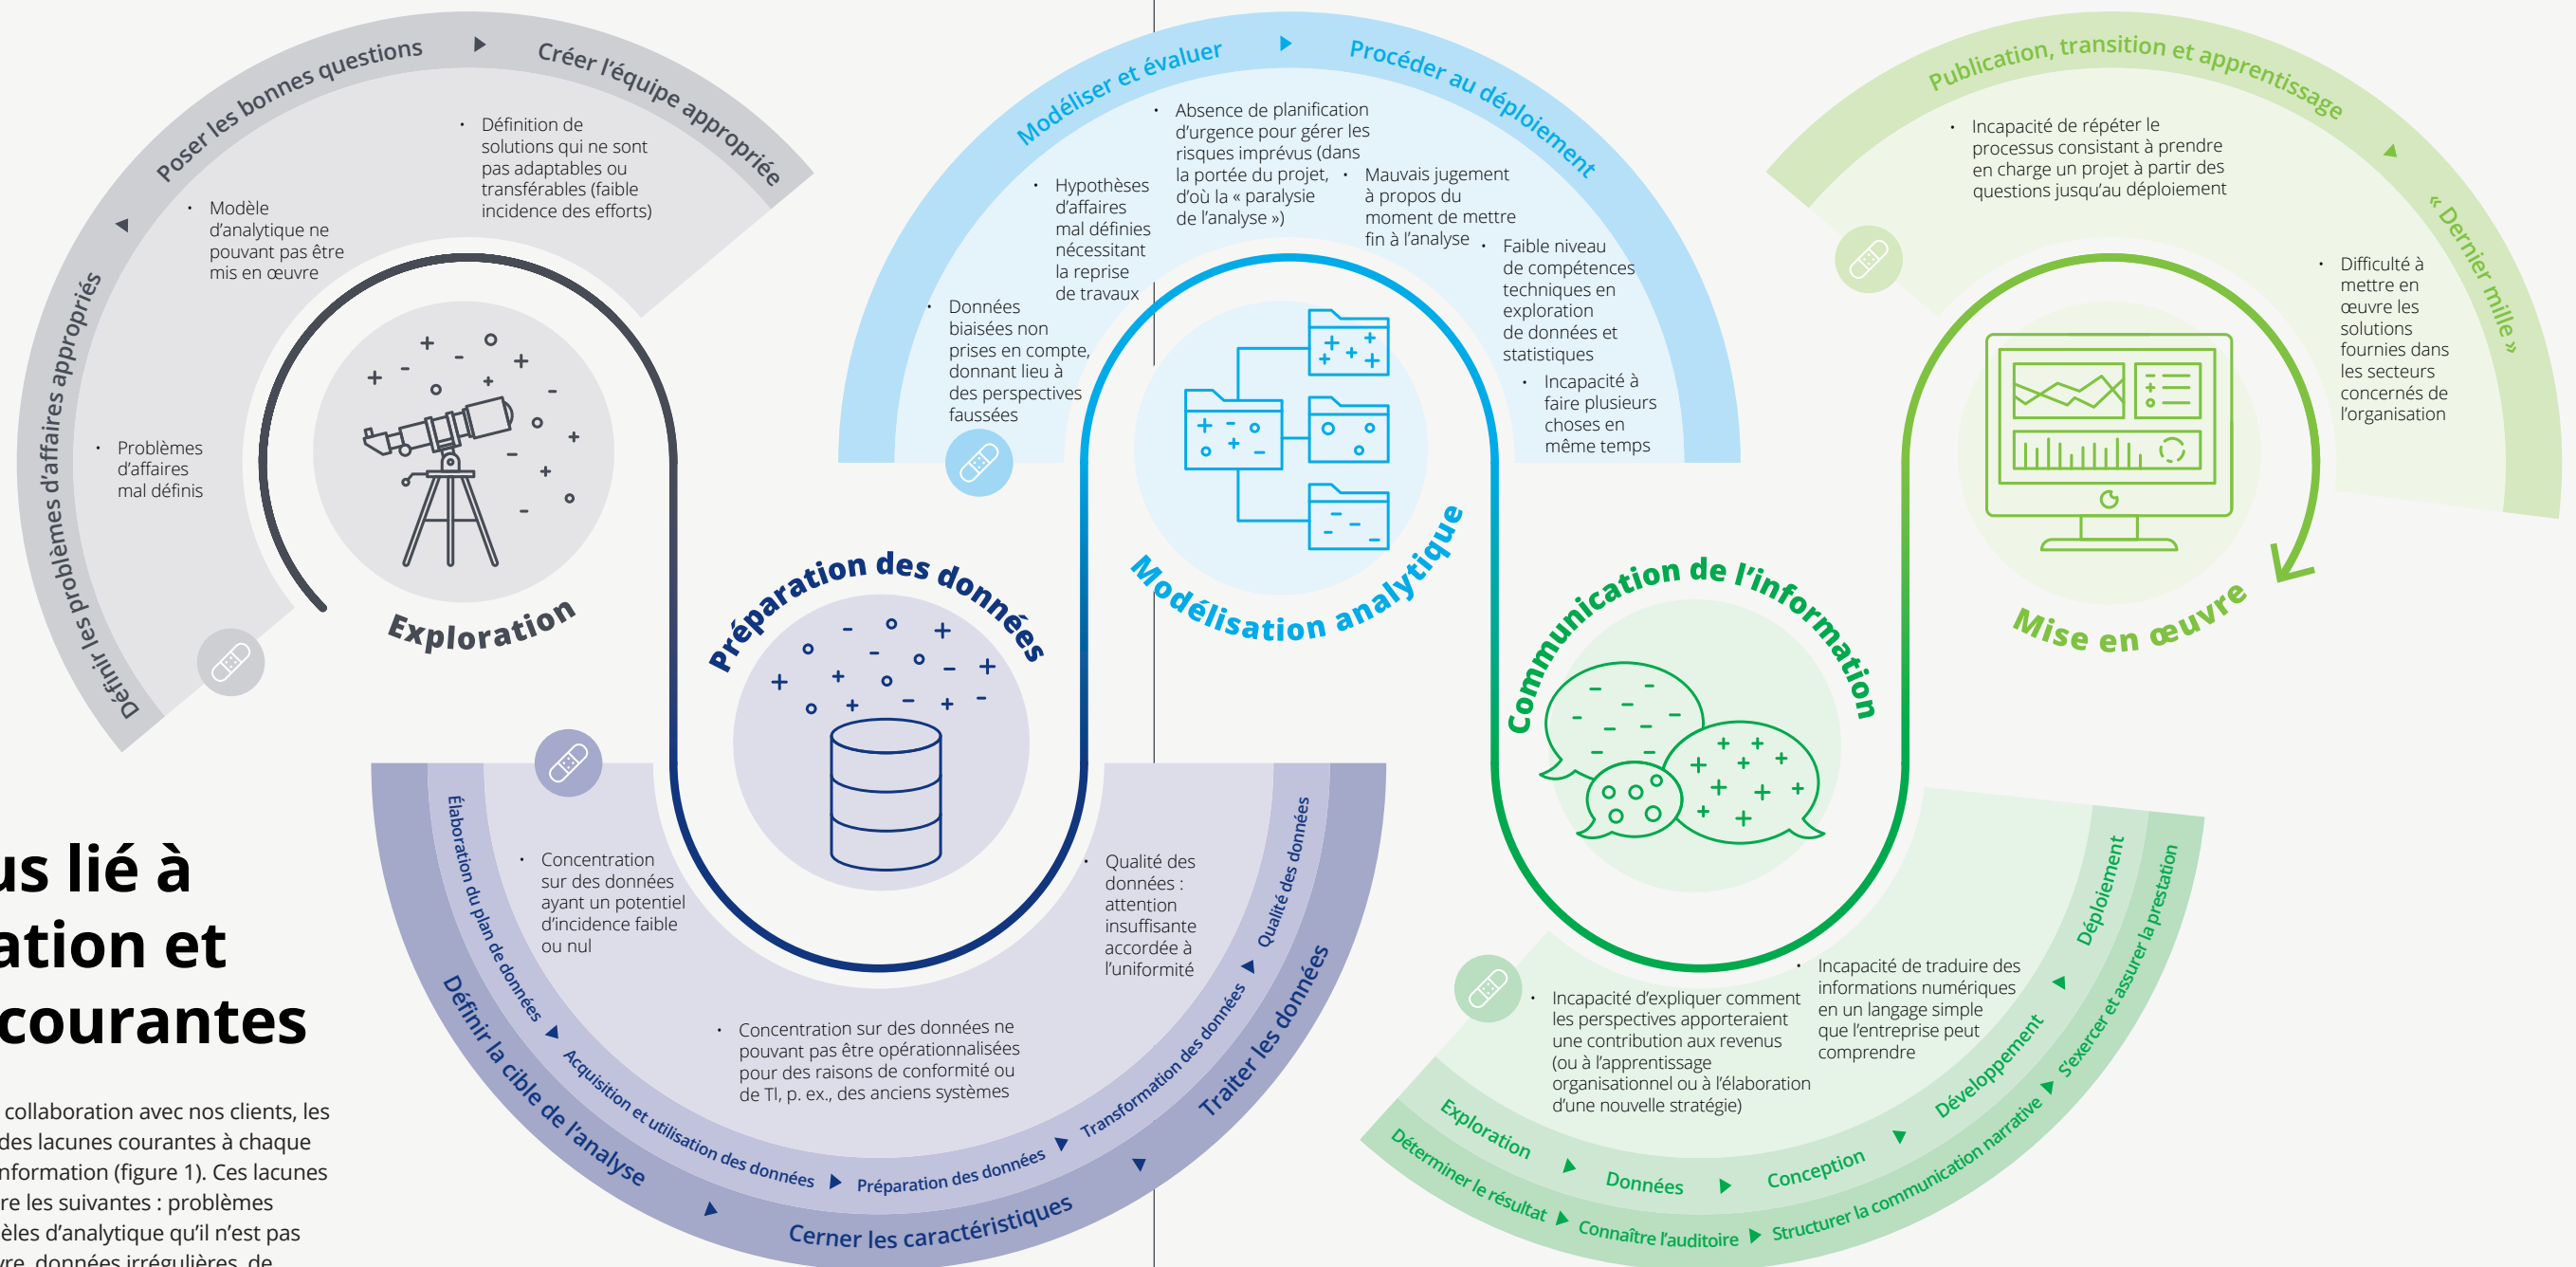 Définir les problèmes d’affaires appropriés
Poser les bonnes questions
Créer l’équipe appropriée
• Problèmes
d’affaires
mal définis
• Modèle
d’analytique ne
pouvant pas être
mis en œuvre
• Définition de
solutions qui ne sont
pas adaptables ou
transférables (faible
incidence des efforts)
Exploration
Préparation des données
Élaboration du plan de données
Acquisition et utilisation des données
Préparation des données
Transformation des données
Qualité des données
Définir la cible de l’analyse
Cerner les caractéristiques
Traiter les données
• Concentration
sur des données
ayant un potentiel
d’incidence faible
ou nul
• Concentration sur des données ne
pouvant pas être opérationnalisées
pour des raisons de conformité ou
de TI, p. ex., des anciens systèmes
• Qualité des
données :
attention
insuffisante
accordée à
l’uniformité
Modéliser et évaluer
Procéder au déploiement
• Données
biaisées non
prises en compte,
donnant lieu à
des perspectives
faussées
• Hypothèses
d’affaires
mal définies
nécessitant
la reprise
de travaux
• Absence de planification
d’urgence pour gérer les
risques imprévus (dans
la portée du projet,
d’où la « paralysie
de l’analyse »)
• Mauvais jugement
à propos du
moment de mettre
fin à l’analyse
• Faible niveau
de compétences
techniques en
exploration
de données et
statistiques
• Incapacité à
faire plusieurs
choses en
même temps
Modélisation analytique
Communication de l’information
• Incapacité d’expliquer comment
les perspectives apporteraient
une contribution aux revenus
(ou à l’apprentissage
organisationnel ou à l’élaboration
d’une nouvelle stratégie)
• Incapacité de traduire des
informations numériques
en un langage simple
que l’entreprise peut
comprendre
Exploration
Données
Conception
Développement
Déploiement
Déterminer le résultat
Connaître l’auditoire
Structurer la communication narrative
S’exercer et assurer la prestation
Publication, transition et apprentissage
« Dernier mille »
• Incapacité de répéter le
processus consistant à prendre
en charge un projet à partir des
questions jusqu’au déploiement
• Difficulté à
mettre en
œuvre les
solutions
fournies dans
les secteurs
concernés de
l’organisation
Mise en œuvre
us lié à
ation et
courantes
collaboration avec nos clients, les
des lacunes courantes à chaque
nformation (figure 1). Ces lacunes
re les suivantes : problèmes
èles d’analytique qu’il n’est pas
vre, données irrégulières, de